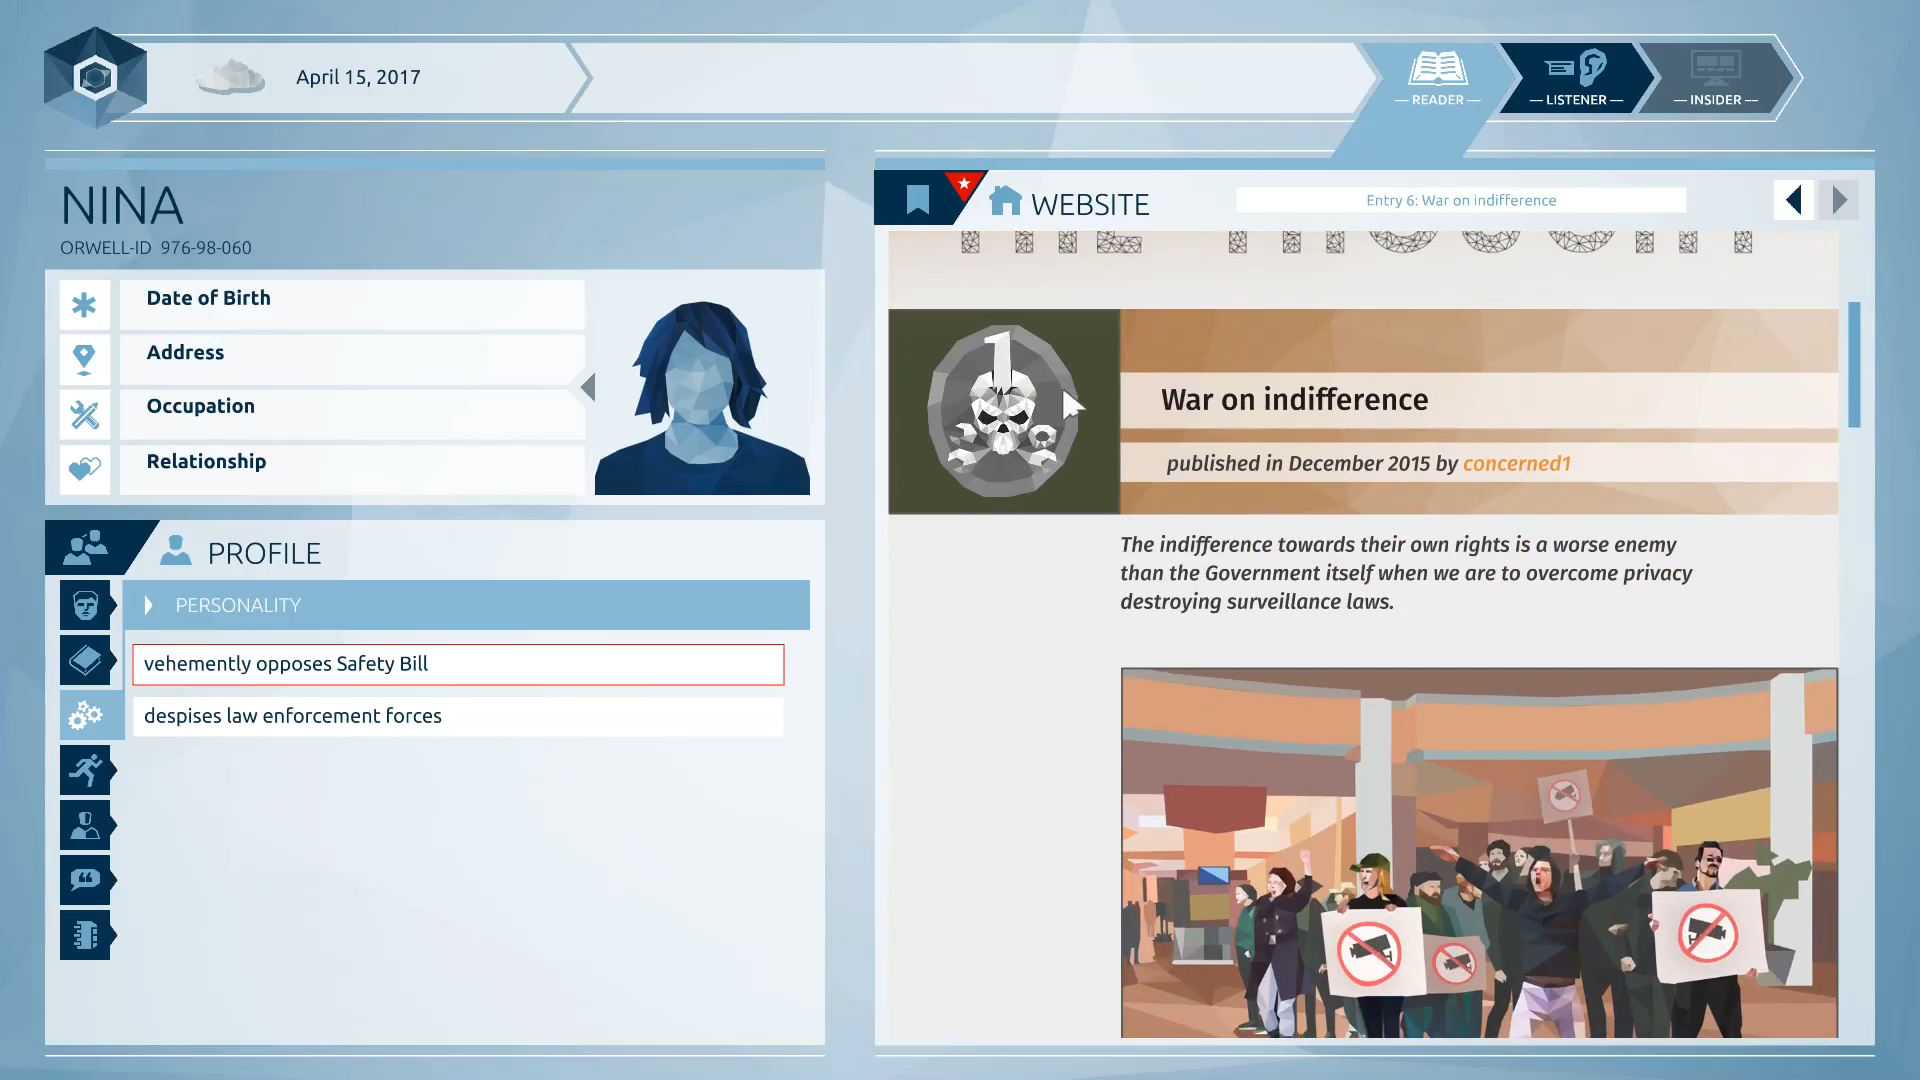 April 15, 2017
READER
LISTENER
INSIDER
NINA
ORWELL-ID 976-98-060
Date of Birth
Address
Occupation
Relationship
PROFILE
PERSONALITY
vehemently opposes Safety Bill
despises law enforcement forces
WEBSITE
Entry 6: War on indifference
1
War on indifference
published in December 2015 by concerned1
The indifference towards their own rights is a worse enemy
than the Government itself when we are to overcome privacy
destroying surveillance laws.